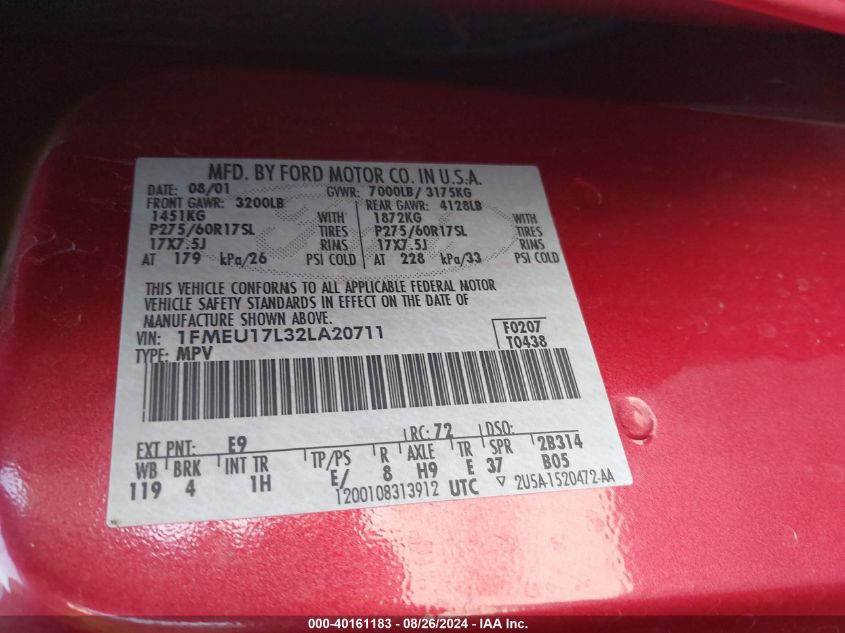 MFD. BY FORD MOTOR CO. IN U.S.A.
DATE: 08/01 GVWR: 7000LB/ 3175KG
FRONT GAWR: 3200LB REAR GAWR: 4128LB
1451KG WITH 1872KG WITH
P275/60R17SL TIRES P275/60R17SL TIRES
17X7.5J RIMS 17X7.5J RIMS
AT 179 kPa/26 PSI COLD AT 228 kPa/33 PSI COLD
THIS VEHICLE CONFORMS TO ALL APPLICABLE FEDERAL MOTOR
VEHICLE SAFETY STANDARDS IN EFFECT ON THE DATE OF
MANUFACTURE SHOWN ABOVE.
VIN: 1FMEU17L32LA20711 F0207
TYPE: MPV T0438
EXT PNT: E9 RC: 72 DSO:
WB BRK INT TR TP/PS R AXLE TR SPR 2B314
119 4 1H E/ 8 H9 E 37 B05
1200108313912 UTC ▽ 2U5A-1520472-AA
000-40161183 - 08/26/2024 - IAA Inc.